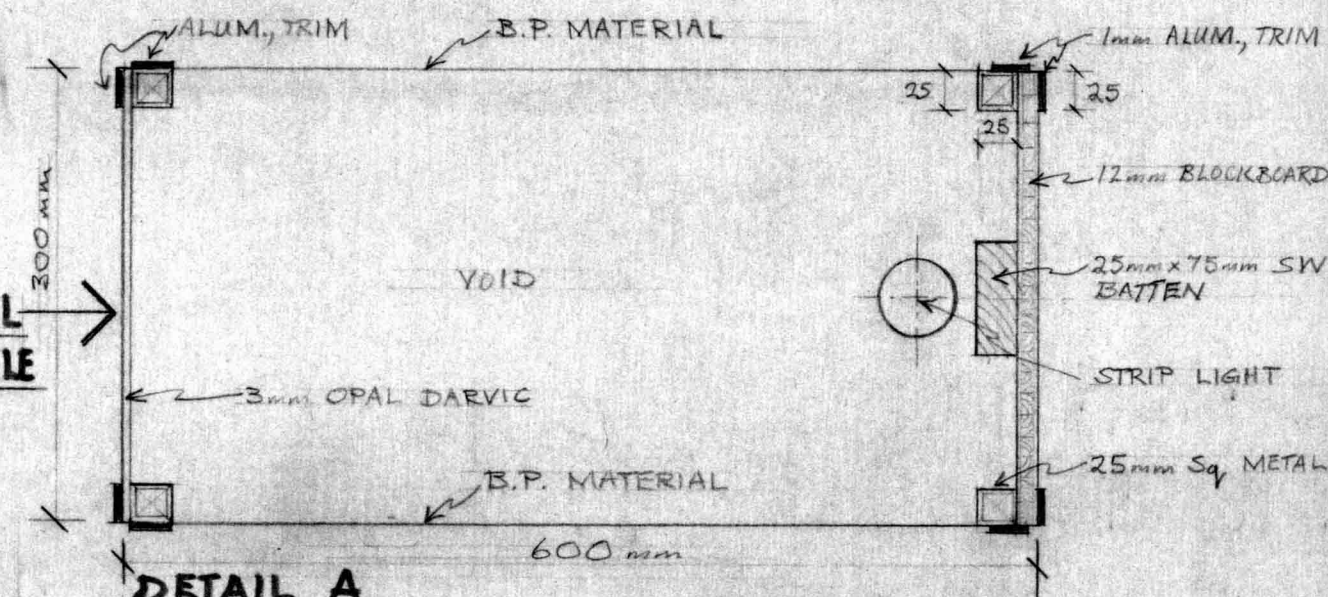 ALUM., TRIM
B.P. MATERIAL
1mm ALUM., TRIM
25
25
25
12mm BLOCKBOARD
300 mm
VOID
25mm x 75mm SW
BATTEN
L
LE
STRIP LIGHT
3mm OPAL DARVIC
25mm Sq METAL
B.P. MATERIAL
600 mm
DETAIL A